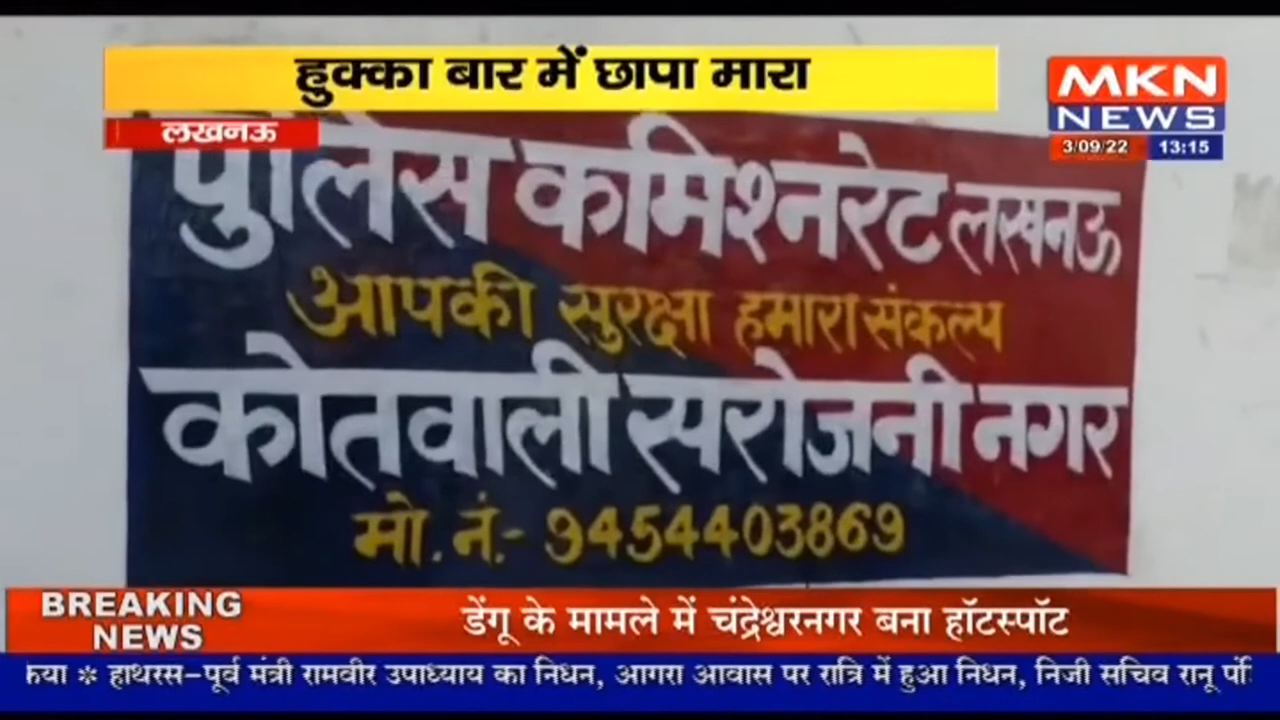 हुक्का बार में छापा मारा
लखनऊ
MKN
NEWS
3/09/22 13:15
पुलिस कमिश्नरेट लखनऊ
आपकी सुरक्षा हमारा संकल्प
कोतवाली सरोजनी नगर
मो. नं.- 9454403869
BREAKING
NEWS
डेंगू के मामले में चंद्रेश्वरनगर बना हॉटस्पॉट
* हाथरस-पूर्व मंत्री रामवीर उपाध्याय का निधन, आगरा आवास पर रात्रि में हुआ निधन, निजी सचिव रानू